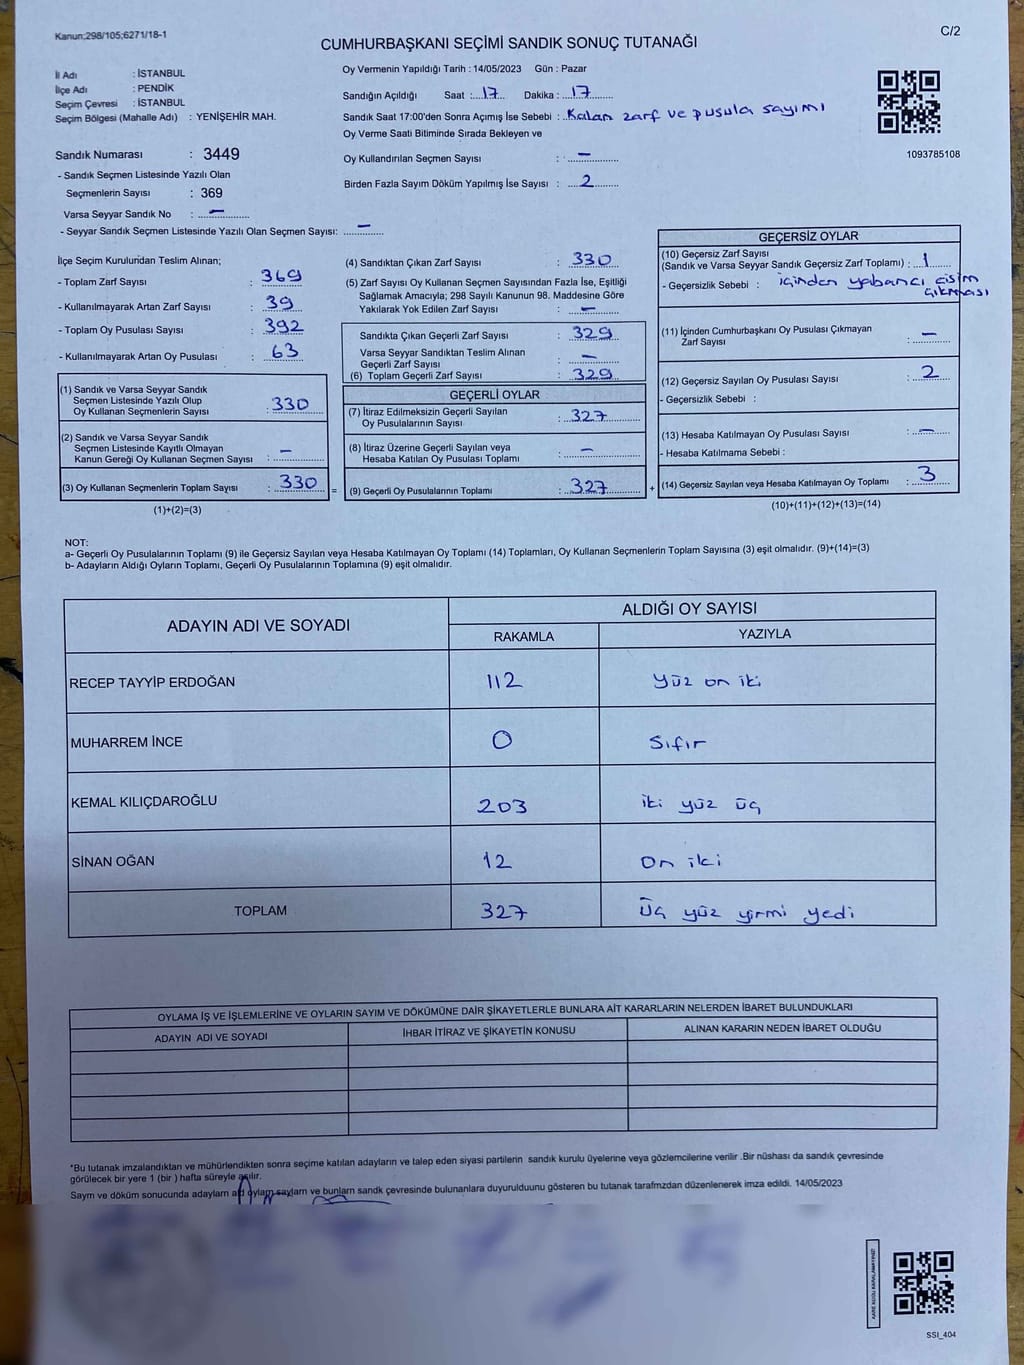 Kanun;298/105;6271/18-1
C/2
CUMHURBAŞKANI SEÇİMİ SANDIK SONUÇ TUTANAĞI
İl Adı : İSTANBUL
İlçe Adı : PENDİK
Seçim Çevresi : İSTANBUL
Seçim Bölgesi (Mahalle Adı) : YENİŞEHİR MAH.
Sandık Numarası : 3449
- Sandık Seçmen Listesinde Yazılı Olan
Seçmenlerin Sayısı : 369
Varsa Seyyar Sandık No : –
- Seyyar Sandık Seçmen Listesinde Yazılı Olan Seçmen Sayısı: –
Oy Vermenin Yapıldığı Tarih : 14/05/2023 Gün : Pazar
Sandığın Açıldığı Saat : 17 Dakika : 17
Sandık Saat 17:00'den Sonra Açımış İse Sebebi : Kalan zarf ve pusula sayımı
Oy Verme Saati Bitiminde Sırada Bekleyen ve
Oy Kullandırılan Seçmen Sayısı : –
Birden Fazla Sayım Döküm Yapılmış İse Sayısı : 2
1093785108
İlçe Seçim Kurulundan Teslim Alınan;
- Toplam Zarf Sayısı : 369
- Kullanılmayarak Artan Zarf Sayısı : 39
- Toplam Oy Pusulası Sayısı : 392
- Kullanılmayarak Artan Oy Pusulası : 63
(1) Sandık ve Varsa Seyyar Sandık
Seçmen Listesinde Yazılı Olup
Oy Kullanan Seçmenlerin Sayısı : 330
(2) Sandık ve Varsa Seyyar Sandık
Seçmen Listesinde Kayıtlı Olmayan
Kanun Gereği Oy Kullanan Seçmen Sayısı : –
(3) Oy Kullanan Seçmenlerin Toplam Sayısı : 330
(1)+(2)=(3)
(4) Sandıktan Çıkan Zarf Sayısı : 330
(5) Zarf Sayısı Oy Kullanan Seçmen Sayısından Fazla İse, Eşitliği
Sağlamak Amacıyla; 298 Sayılı Kanunun 98. Maddesine Göre
Yakılarak Yok Edilen Zarf Sayısı : –
Sandıkta Çıkan Geçerli Zarf Sayısı : 329
Varsa Seyyar Sandıktan Teslim Alınan
Geçerli Zarf Sayısı : –
(6) Toplam Geçerli Zarf Sayısı : 329
GEÇERLİ OYLAR
(7) İtiraz Edilmeksizin Geçerli Sayılan
Oy Pusulalarının Sayısı : 327
(8) İtiraz Üzerine Geçerli Sayılan veya
Hesaba Katılan Oy Pusulası Toplamı : –
= (9) Geçerli Oy Pusulalarının Toplamı : 327 +
GEÇERSİZ OYLAR
(10) Geçersiz Zarf Sayısı
(Sandık ve Varsa Seyyar Sandık Geçersiz Zarf Toplamı) : 1
- Geçersizlik Sebebi : içinden yabancı cisim
çıkması
(11) İçinden Cumhurbaşkanı Oy Pusulası Çıkmayan
Zarf Sayısı : –
(12) Geçersiz Sayılan Oy Pusulası Sayısı : 2
- Geçersizlik Sebebi :
(13) Hesaba Katılmayan Oy Pusulası Sayısı : –
- Hesaba Katılmama Sebebi :
(14) Geçersiz Sayılan veya Hesaba Katılmayan Oy Toplamı : 3
(10)+(11)+(12)+(13)=(14)
NOT:
a- Geçerli Oy Pusulalarının Toplamı (9) ile Geçersiz Sayılan veya Hesaba Katılmayan Oy Toplamı (14) Toplamları, Oy Kullanan Seçmenlerin Toplam Sayısına (3) eşit olmalıdır. (9)+(14)=(3)
b- Adayların Aldığı Oyların Toplamı, Geçerli Oy Pusulalarının Toplamına (9) eşit olmalıdır.
ADAYIN ADI VE SOYADI
ALDIĞI OY SAYISI
RAKAMLA YAZIYLA
RECEP TAYYİP ERDOĞAN 112 Yüz on iki
MUHARREM İNCE 0 Sıfır
KEMAL KILIÇDAROĞLU 203 iki yüz üç
SİNAN OĞAN 12 On iki
TOPLAM 327 Üç yüz yirmi yedi
OYLAMA İŞ VE İŞLEMLERİNE VE OYLARIN SAYIM VE DÖKÜMÜNE DAİR ŞİKAYETLERLE BUNLARA AİT KARARLARIN NELERDEN İBARET BULUNDUKLARI
ADAYIN ADI VE SOYADI İHBAR İTİRAZ VE ŞİKAYETİN KONUSU ALINAN KARARIN NEDEN İBARET OLDUĞU
*Bu tutanak imzalandıktan ve mühürlendikten sonra seçime katılan adayların ve talep eden siyasi partilerin sandık kurulu üyelerine veya gözlemcilerine verilir .Bir nüshası da sandık çevresinde
görülecek bir yere 1 (bir ) hafta süreyle asılır.
Sayım ve döküm sonucunda adaylarn ad oylarn saylarn ve bunlarn sandk çevresinde bulunanlara duyurulduunu gösteren bu tutanak tarafmzdan düzenlenerek imza edildi. 14/05/2023
KARE KODU KARALAMAYINIZ!
SSI_404